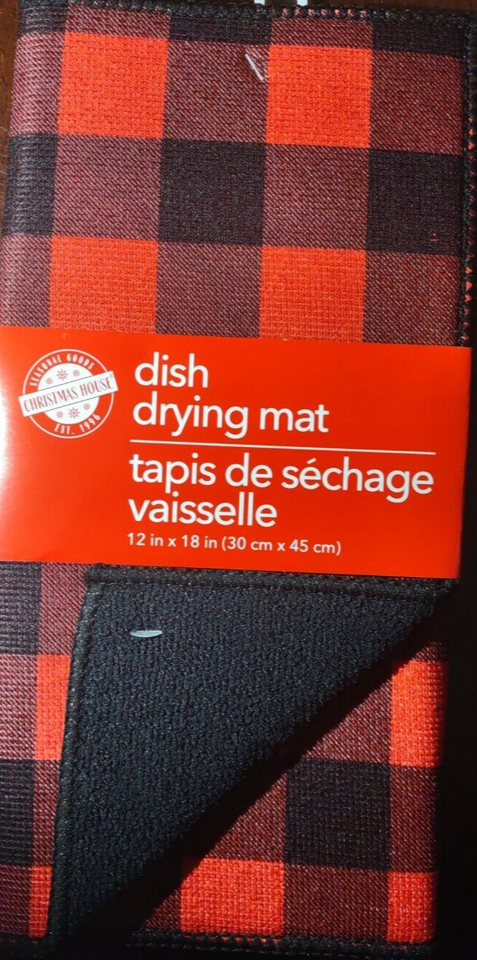 SEASONAL GOODS
CHRISTMAS HOUSE
EST. 1996
dish
drying mat
tapis de séchage
vaisselle
12 in x 18 in (30 cm x 45 cm)